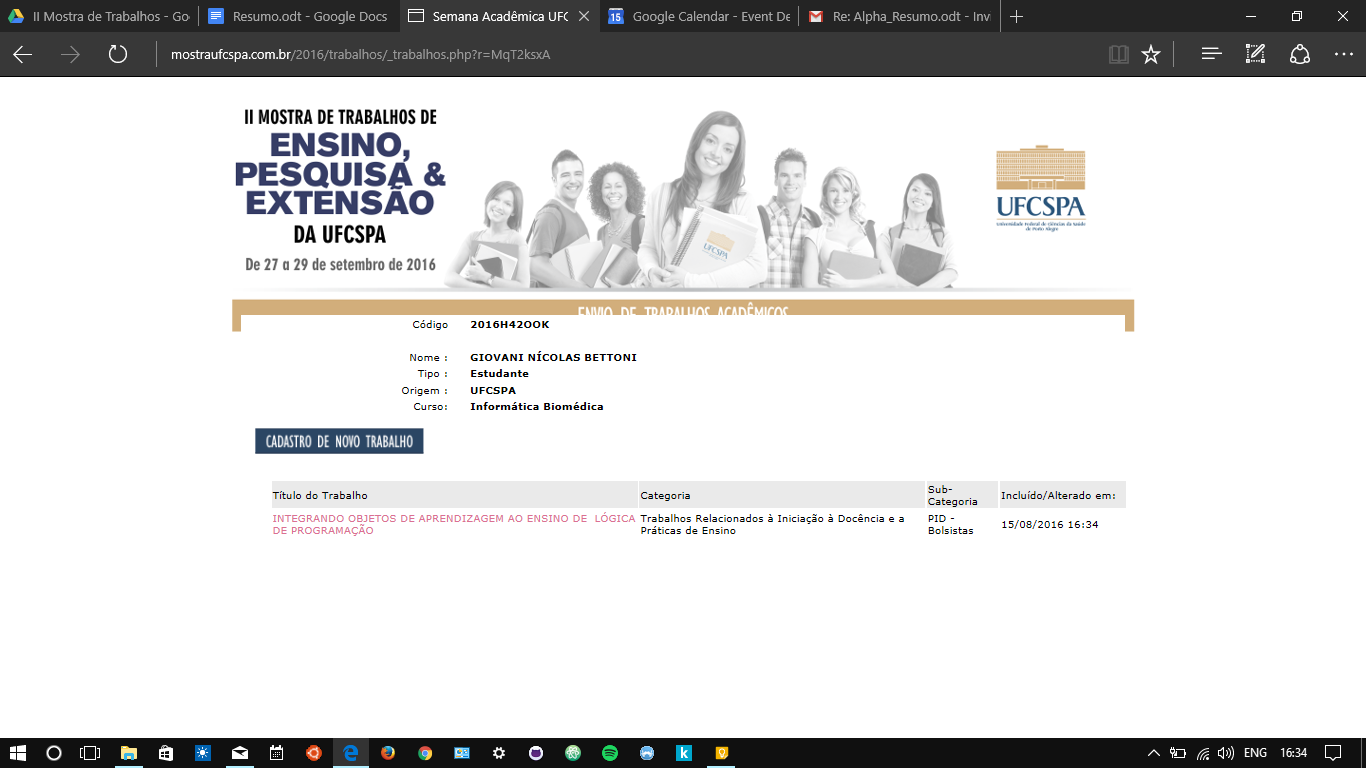 II Mostra de Trabalhos - Go
Resumo.odt - Google Docs
Semana Acadêmica UFC
Google Calendar - Event De
Re: Alpha_Resumo.odt - Inv
mostraufcspa.com.br/2016/trabalhos/_trabalhos.php?r=MqT2ksxA
II MOSTRA DE TRABALHOS DE
ENSINO,
PESQUISA &
EXTENSÃO
DA UFCSPA
De 27 a 29 de setembro de 2016
UFCSPA
UFCSPA
Universidade Federal de Ciências da Saúde
de Porto Alegre
ENVIO DE TRABALHOS ACADÊMICOS
Código 2016H42OOK
Nome : GIOVANI NÍCOLAS BETTONI
Tipo : Estudante
Origem : UFCSPA
Curso: Informática Biomédica
CADASTRO DE NOVO TRABALHO
Título do Trabalho Categoria Sub-Categoria Incluído/Alterado em:
INTEGRANDO OBJETOS DE APRENDIZAGEM AO ENSINO DE LÓGICA Trabalhos Relacionados à Iniciação à Docência e a PID - 15/08/2016 16:34
DE PROGRAMAÇÃO Práticas de Ensino Bolsistas
ENG 16:34